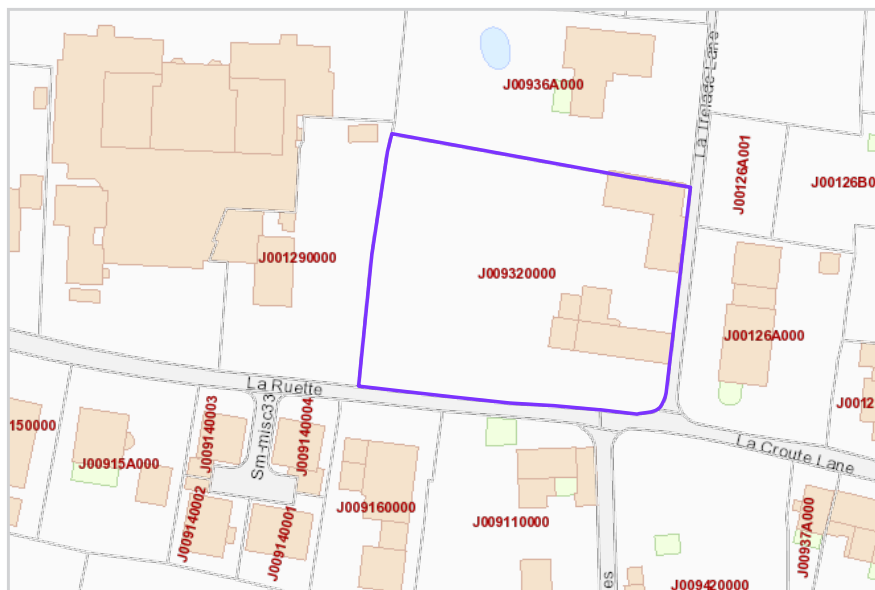 J00936A000
La Trelade Lane
J00126A001
J00126B0
J001290000
J009320000
J00126A000
La Ruette
J0012
150000
J00915A000
J009140003
Sm-misc33
J009140004
La Croute Lane
J009140002
J009140001
J009160000
J009110000
J00937A000
es
J009420000